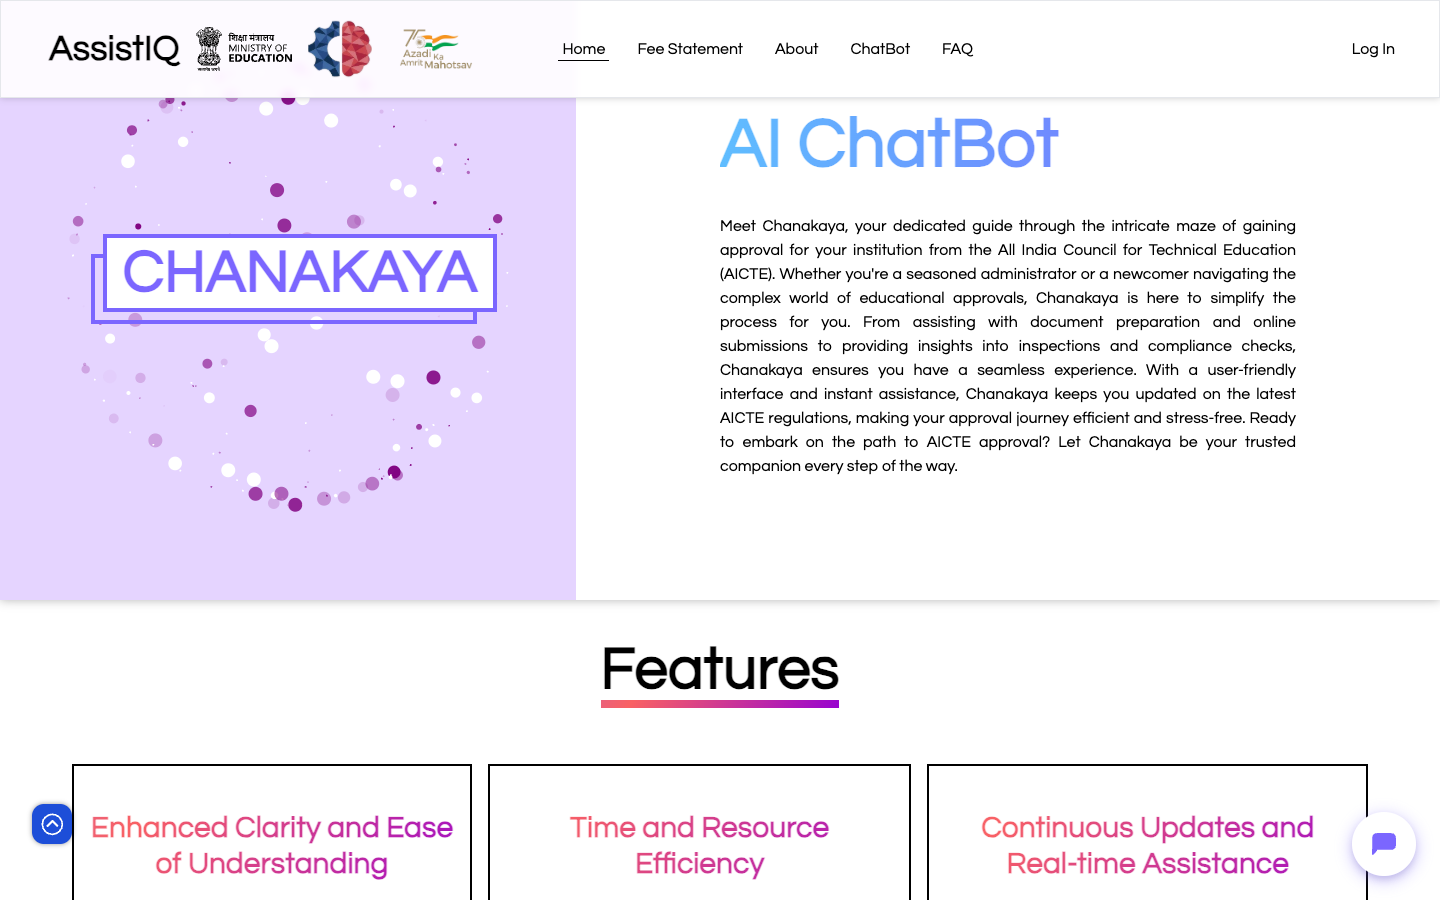 AssistIQ
शिक्षा मंत्रालय
MINISTRY OF
EDUCATION
सत्यमेव जयते
75
Azadi Ka
Amrit Mahotsav
Home
Fee Statement
About
ChatBot
FAQ
Log In
CHANAKAYA
AI ChatBot
Meet Chanakaya, your dedicated guide through the intricate maze of gaining
approval for your institution from the All India Council for Technical Education
(AICTE). Whether you're a seasoned administrator or a newcomer navigating the
complex world of educational approvals, Chanakaya is here to simplify the
process for you. From assisting with document preparation and online
submissions to providing insights into inspections and compliance checks,
Chanakaya ensures you have a seamless experience. With a user-friendly
interface and instant assistance, Chanakaya keeps you updated on the latest
AICTE regulations, making your approval journey efficient and stress-free. Ready
to embark on the path to AICTE approval? Let Chanakaya be your trusted
companion every step of the way.
Features
Enhanced Clarity and Ease
of Understanding
Time and Resource
Efficiency
Continuous Updates and
Real-time Assistance